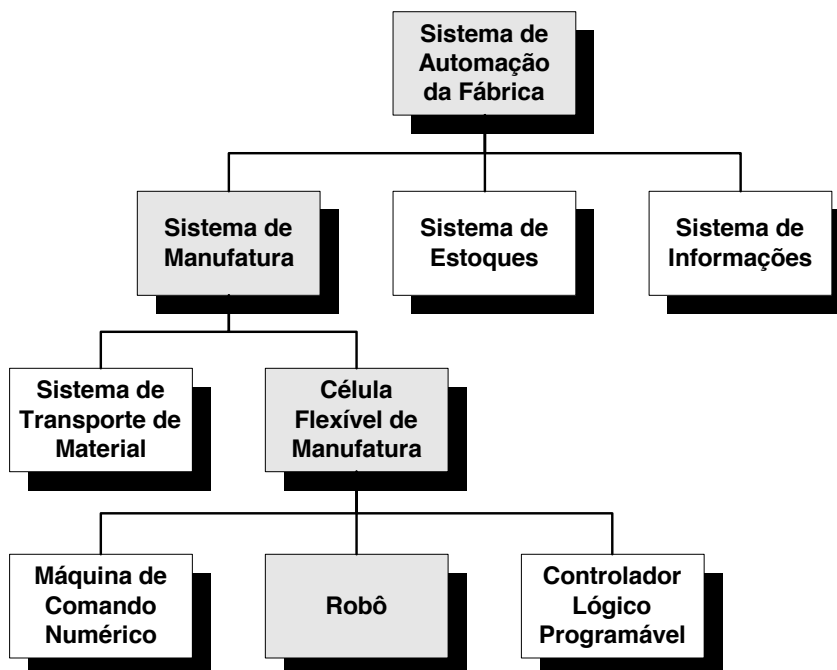 Sistema de
Automação
da Fábrica
Sistema de
Manufatura
Sistema de
Estoques
Sistema de
Informações
Sistema de
Transporte de
Material
Célula
Flexível de
Manufatura
Máquina de
Comando
Numérico
Robô
Controlador
Lógico
Programável